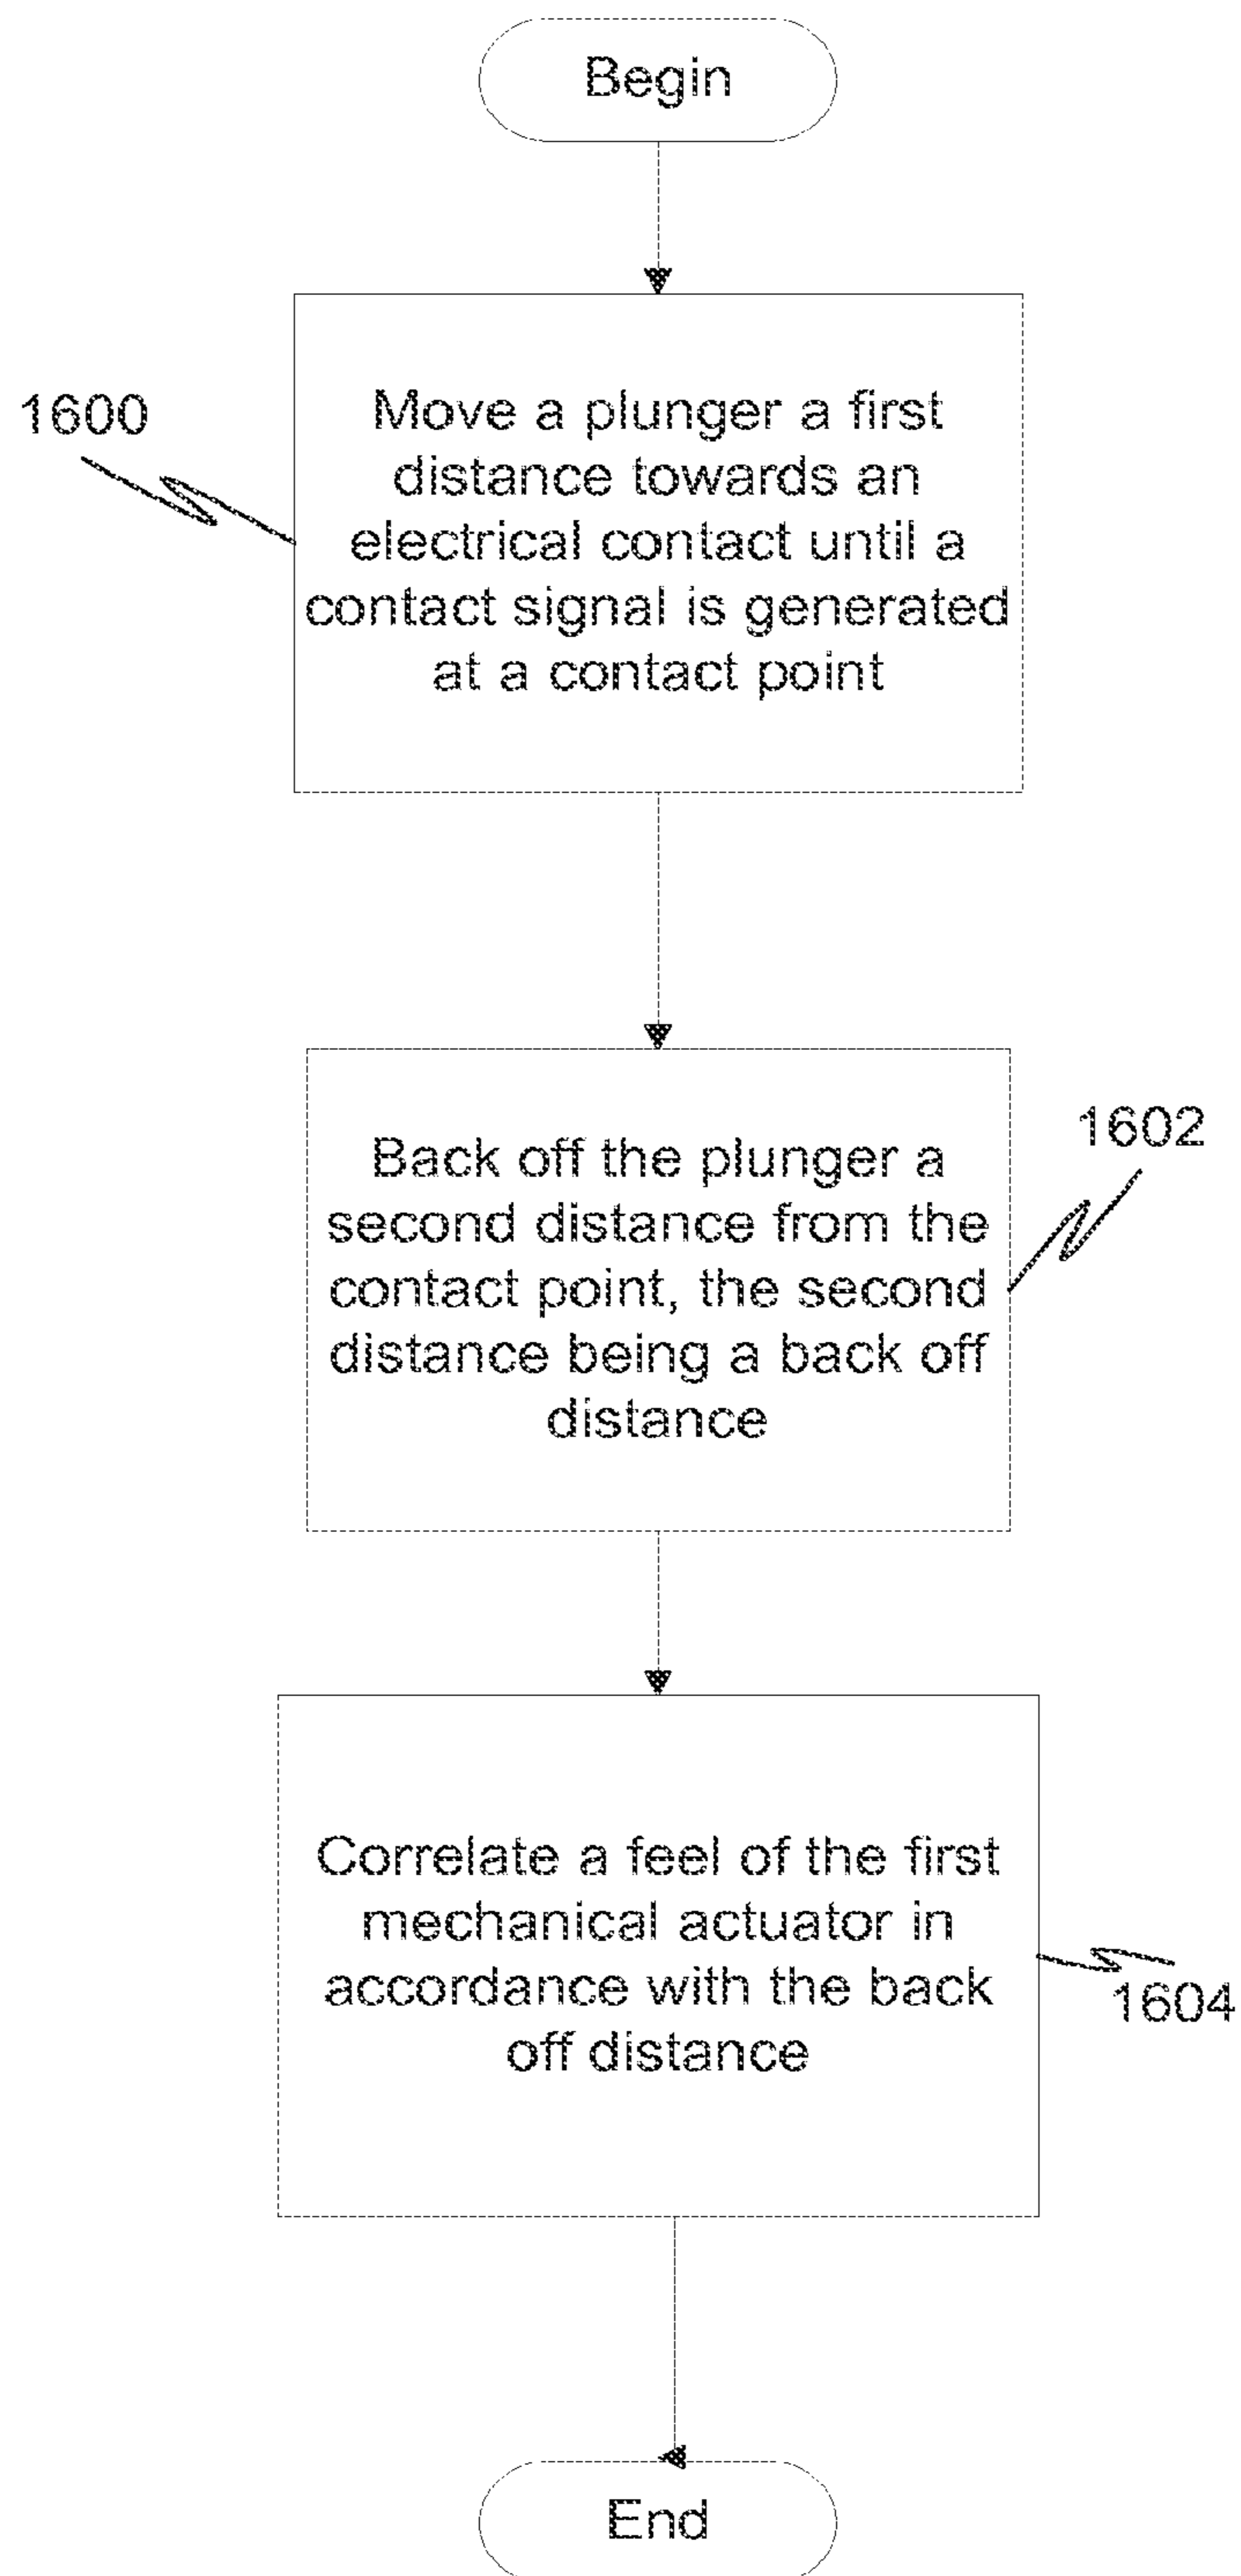 Begin
1600
Move a plunger a first
distance towards an
electrical contact until a
contact signal is generated
at a contact point
1602
Back off the plunger a
second distance from the
contact point, the second
distance being a back off
distance
Correlate a feel of the first
mechanical actuator in
accordance with the back
off distance
1604
End